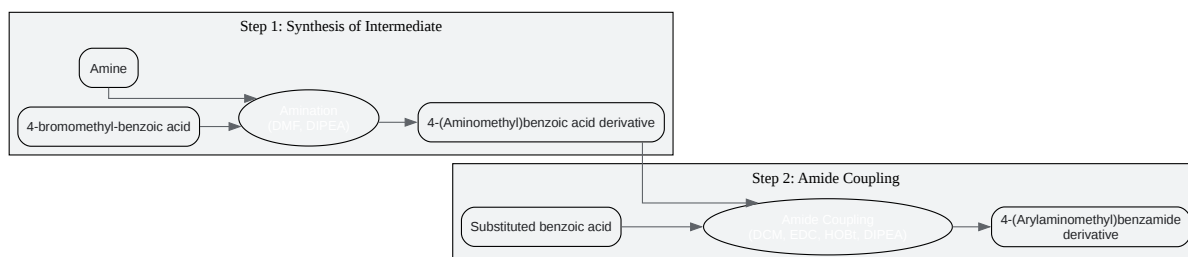 Step 1: Synthesis of Intermediate
Amine
4-bromomethyl-benzoic acid
Amination
(DMF, DIPEA)
4-(Aminomethyl)benzoic acid derivative
Step 2: Amide Coupling
Substituted benzoic acid
Amide Coupling
(DCM, EDC, HOBt, DIPEA)
4-(Arylaminomethyl)benzamide
derivative